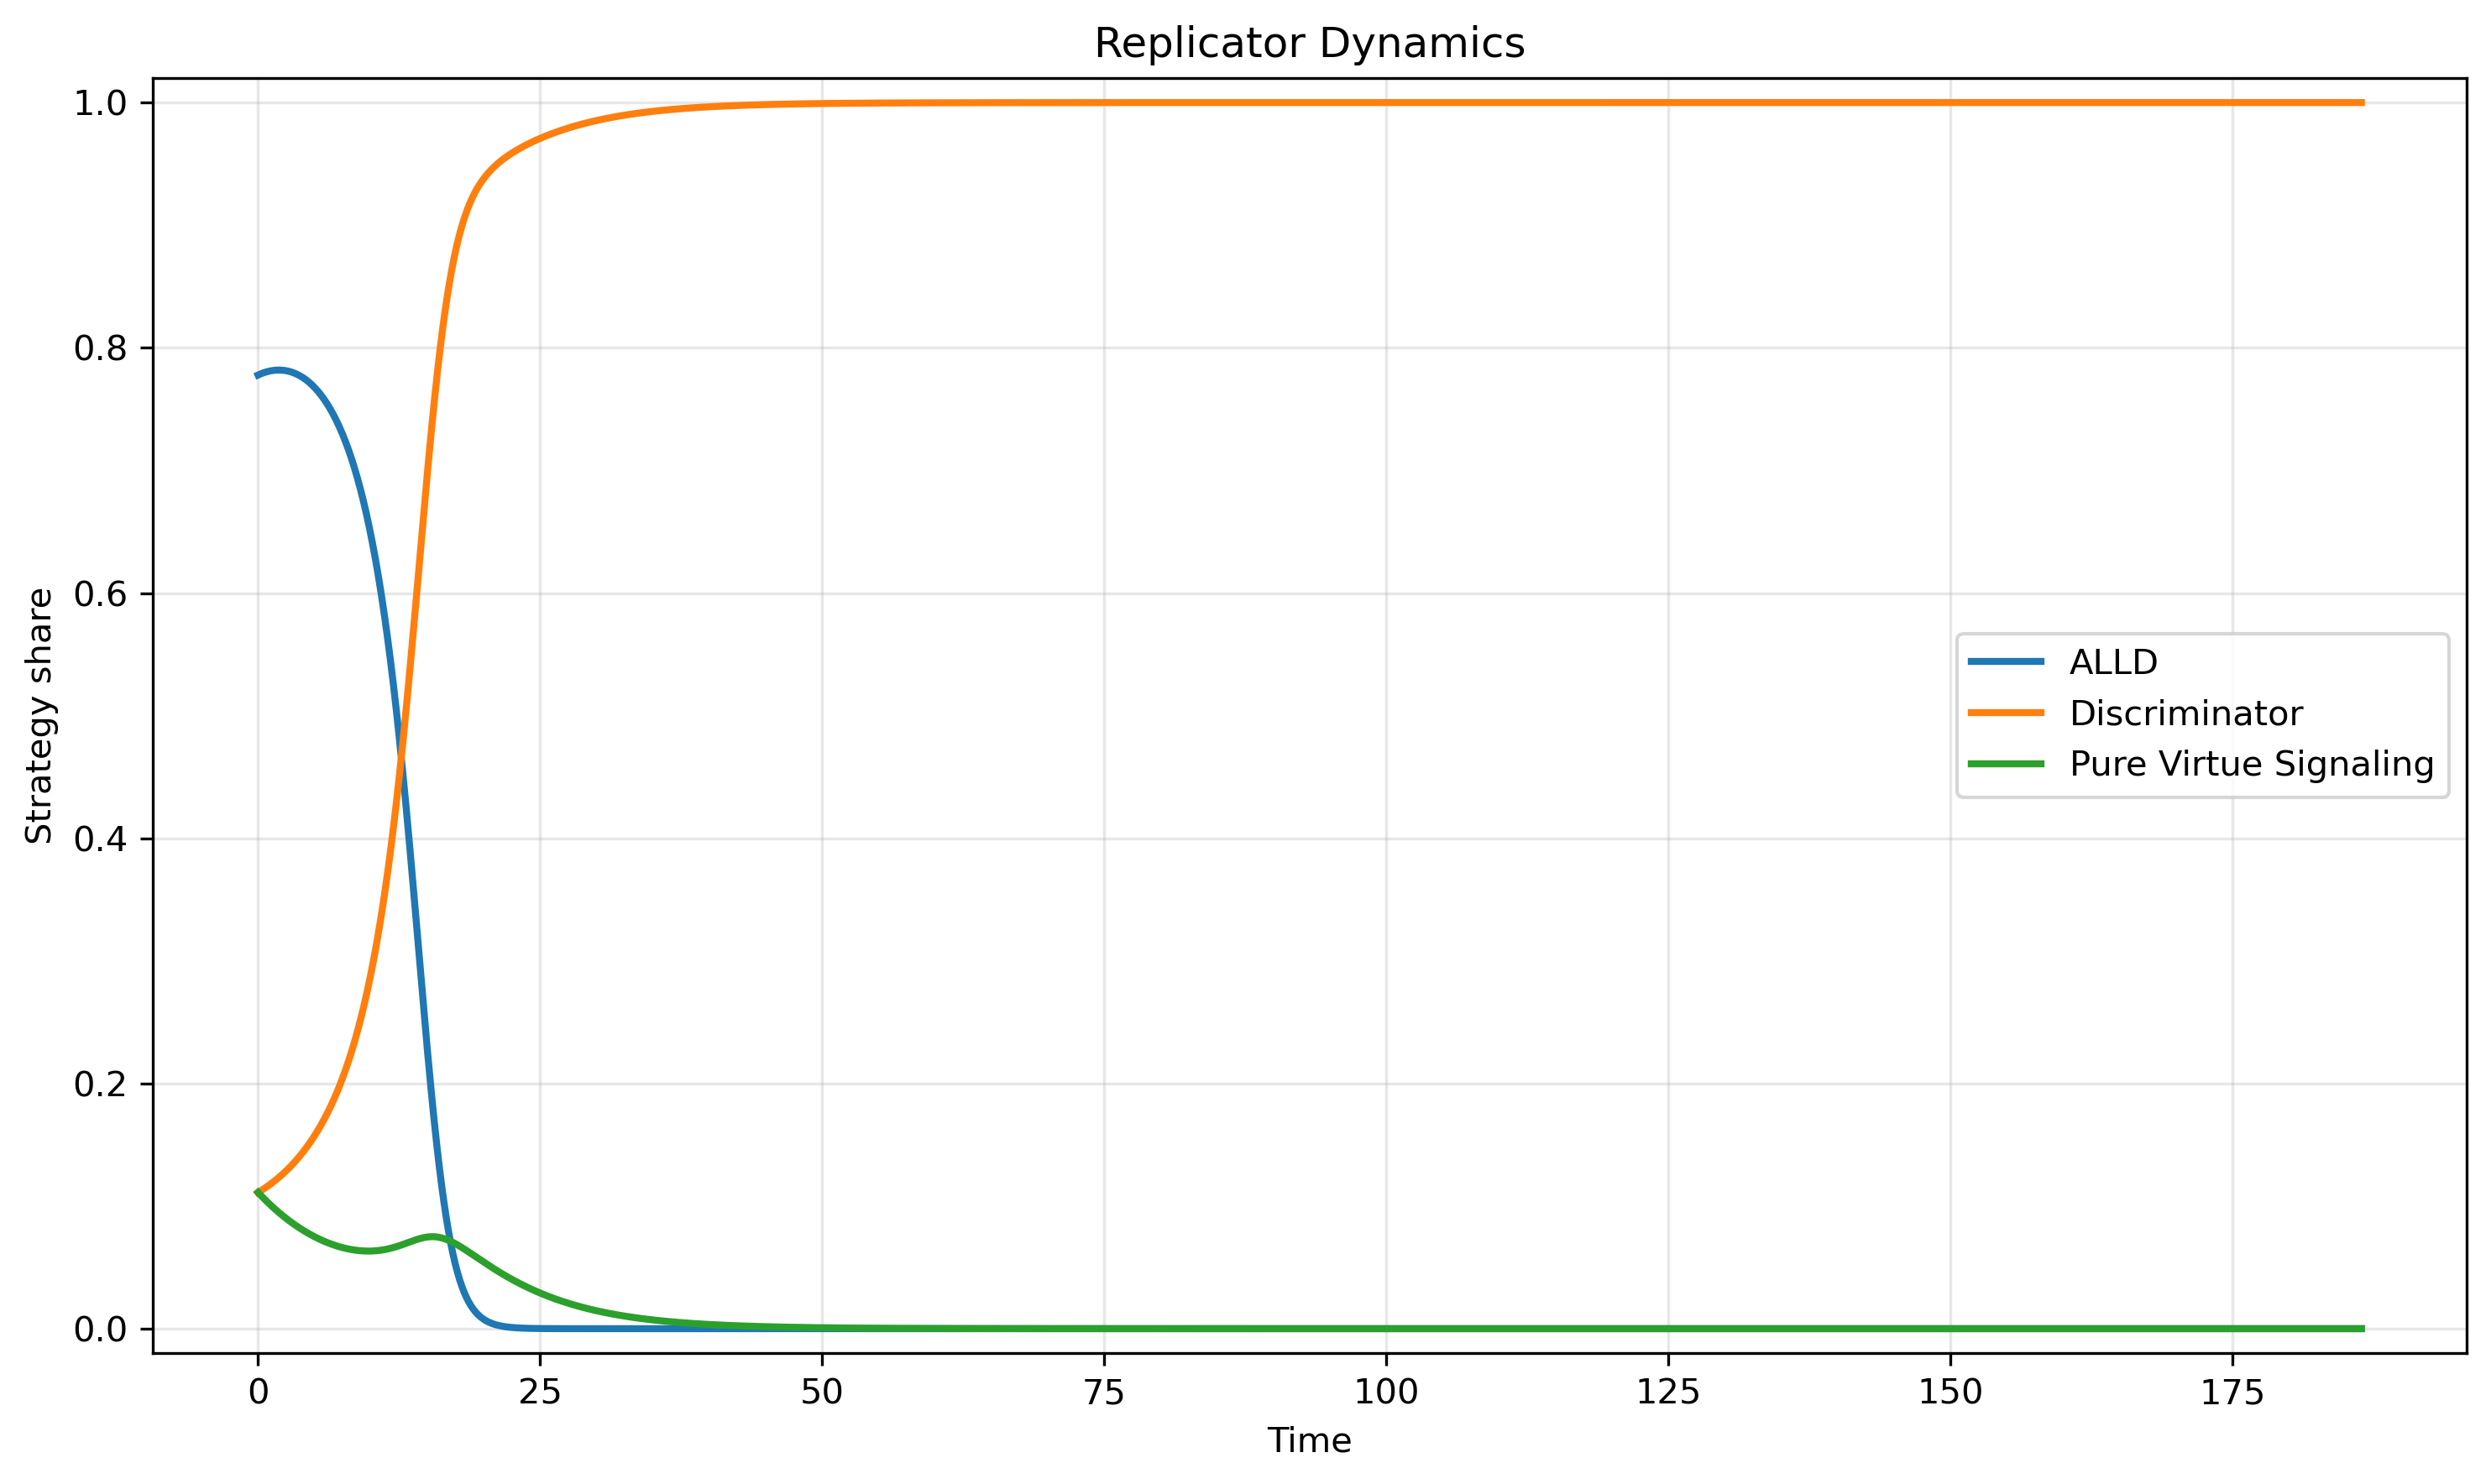 Replicator Dynamics
Strategy share
1.0
0.8
0.6
0.4
0.2
0.0
ALLD
Discriminator
Pure Virtue Signaling
0 25 50 75 100 125 150 175
Time